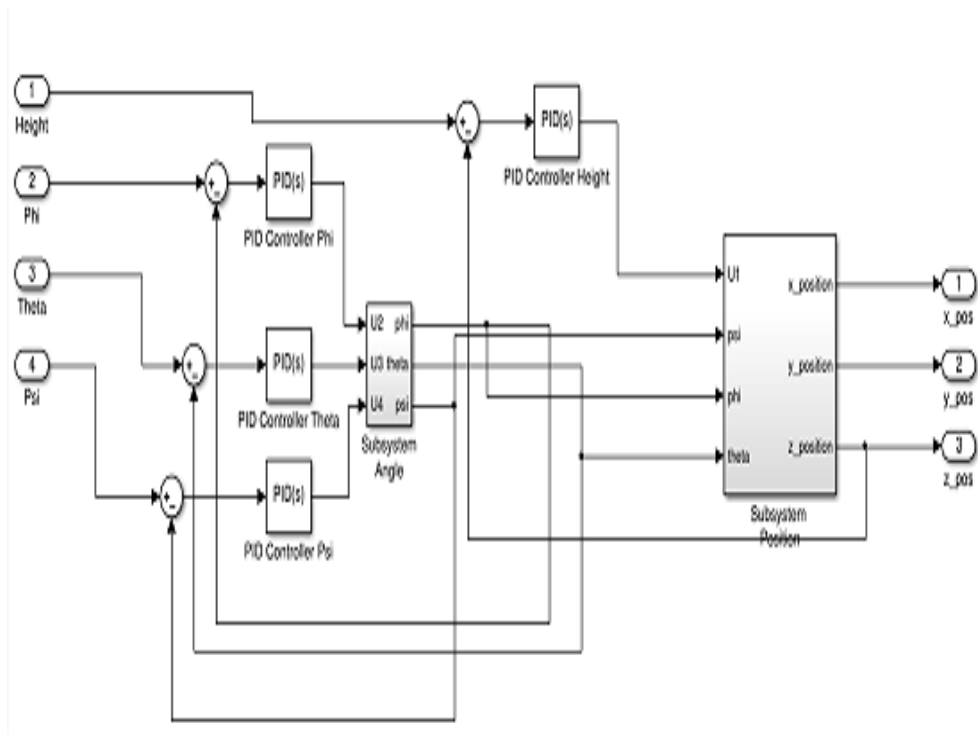 1
Height
2
Phi
3
Theta
4
Psi
+
-
PID(s)
PID Controller Height
+
-
PID(s)
PID Controller Phi
+
-
PID(s)
PID Controller Theta
+
-
PID(s)
PID Controller Psi
U2 phi
U3 theta
U4 psi
Subsystem
Angle
U1
psi
phi
theta
x_position
y_position
z_position
Subsystem
Position
1
x_pos
2
y_pos
3
z_pos